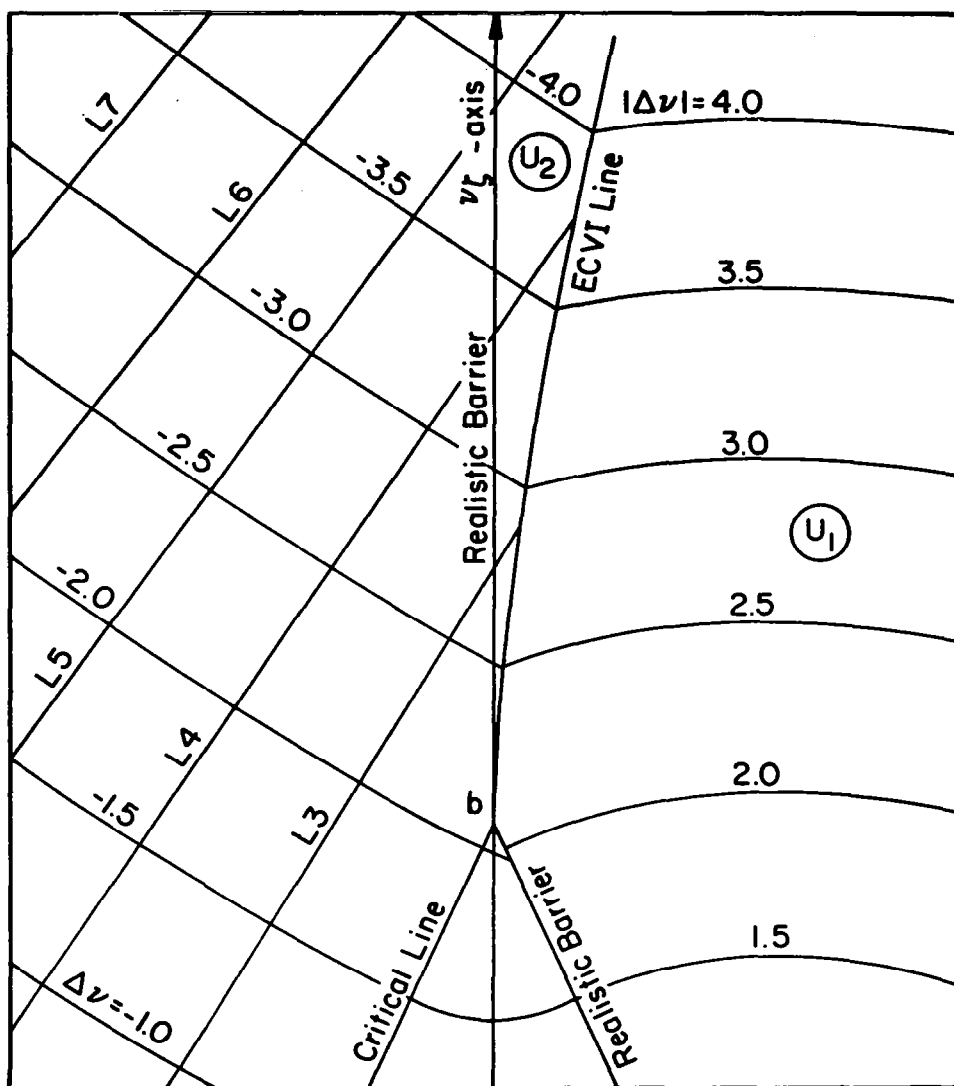 L7
-4.0
|Δν|=4.0
νζ -axis
U₂
-3.5
L6
ECVI Line
3.5
-3.0
Realistic Barrier
3.0
-2.5
U₁
-2.0
2.5
L5
L4
2.0
b
-1.5
L3
Realistic Barrier
Critical Line
1.5
Δν=-1.0